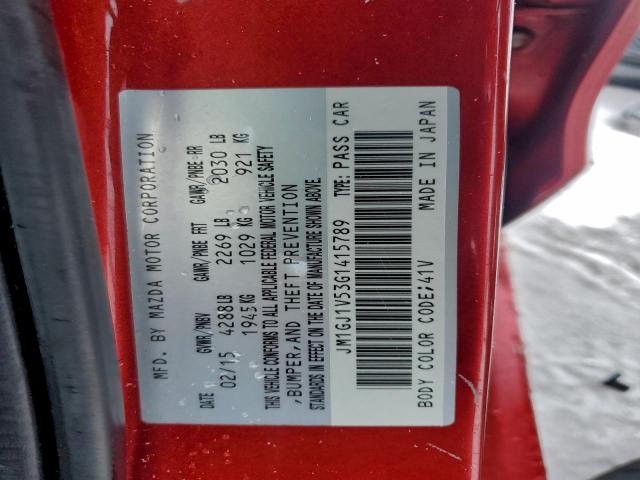 MFD. BY MAZDA MOTOR CORPORATION
DATE GVWR/PNBV GAWR/PNBE FRT GAWR/PNBE-RR
02/15 4288LB 2269 LB 2030 LB
1945KG 1029 KG 921 KG
THIS VEHICLE CONFORMS TO ALL APPLICABLE FEDERAL MOTOR VEHICLE SAFETY
,BUMPER,AND THEFT PREVENTION
STANDARDS IN EFFECT ON THE DATE OF MANUFACTURE SHOWN ABOVE.
JM1GJ1V53G1415789 TYPE: PASS CAR
BODY COLOR CODE/41V MADE IN JAPAN